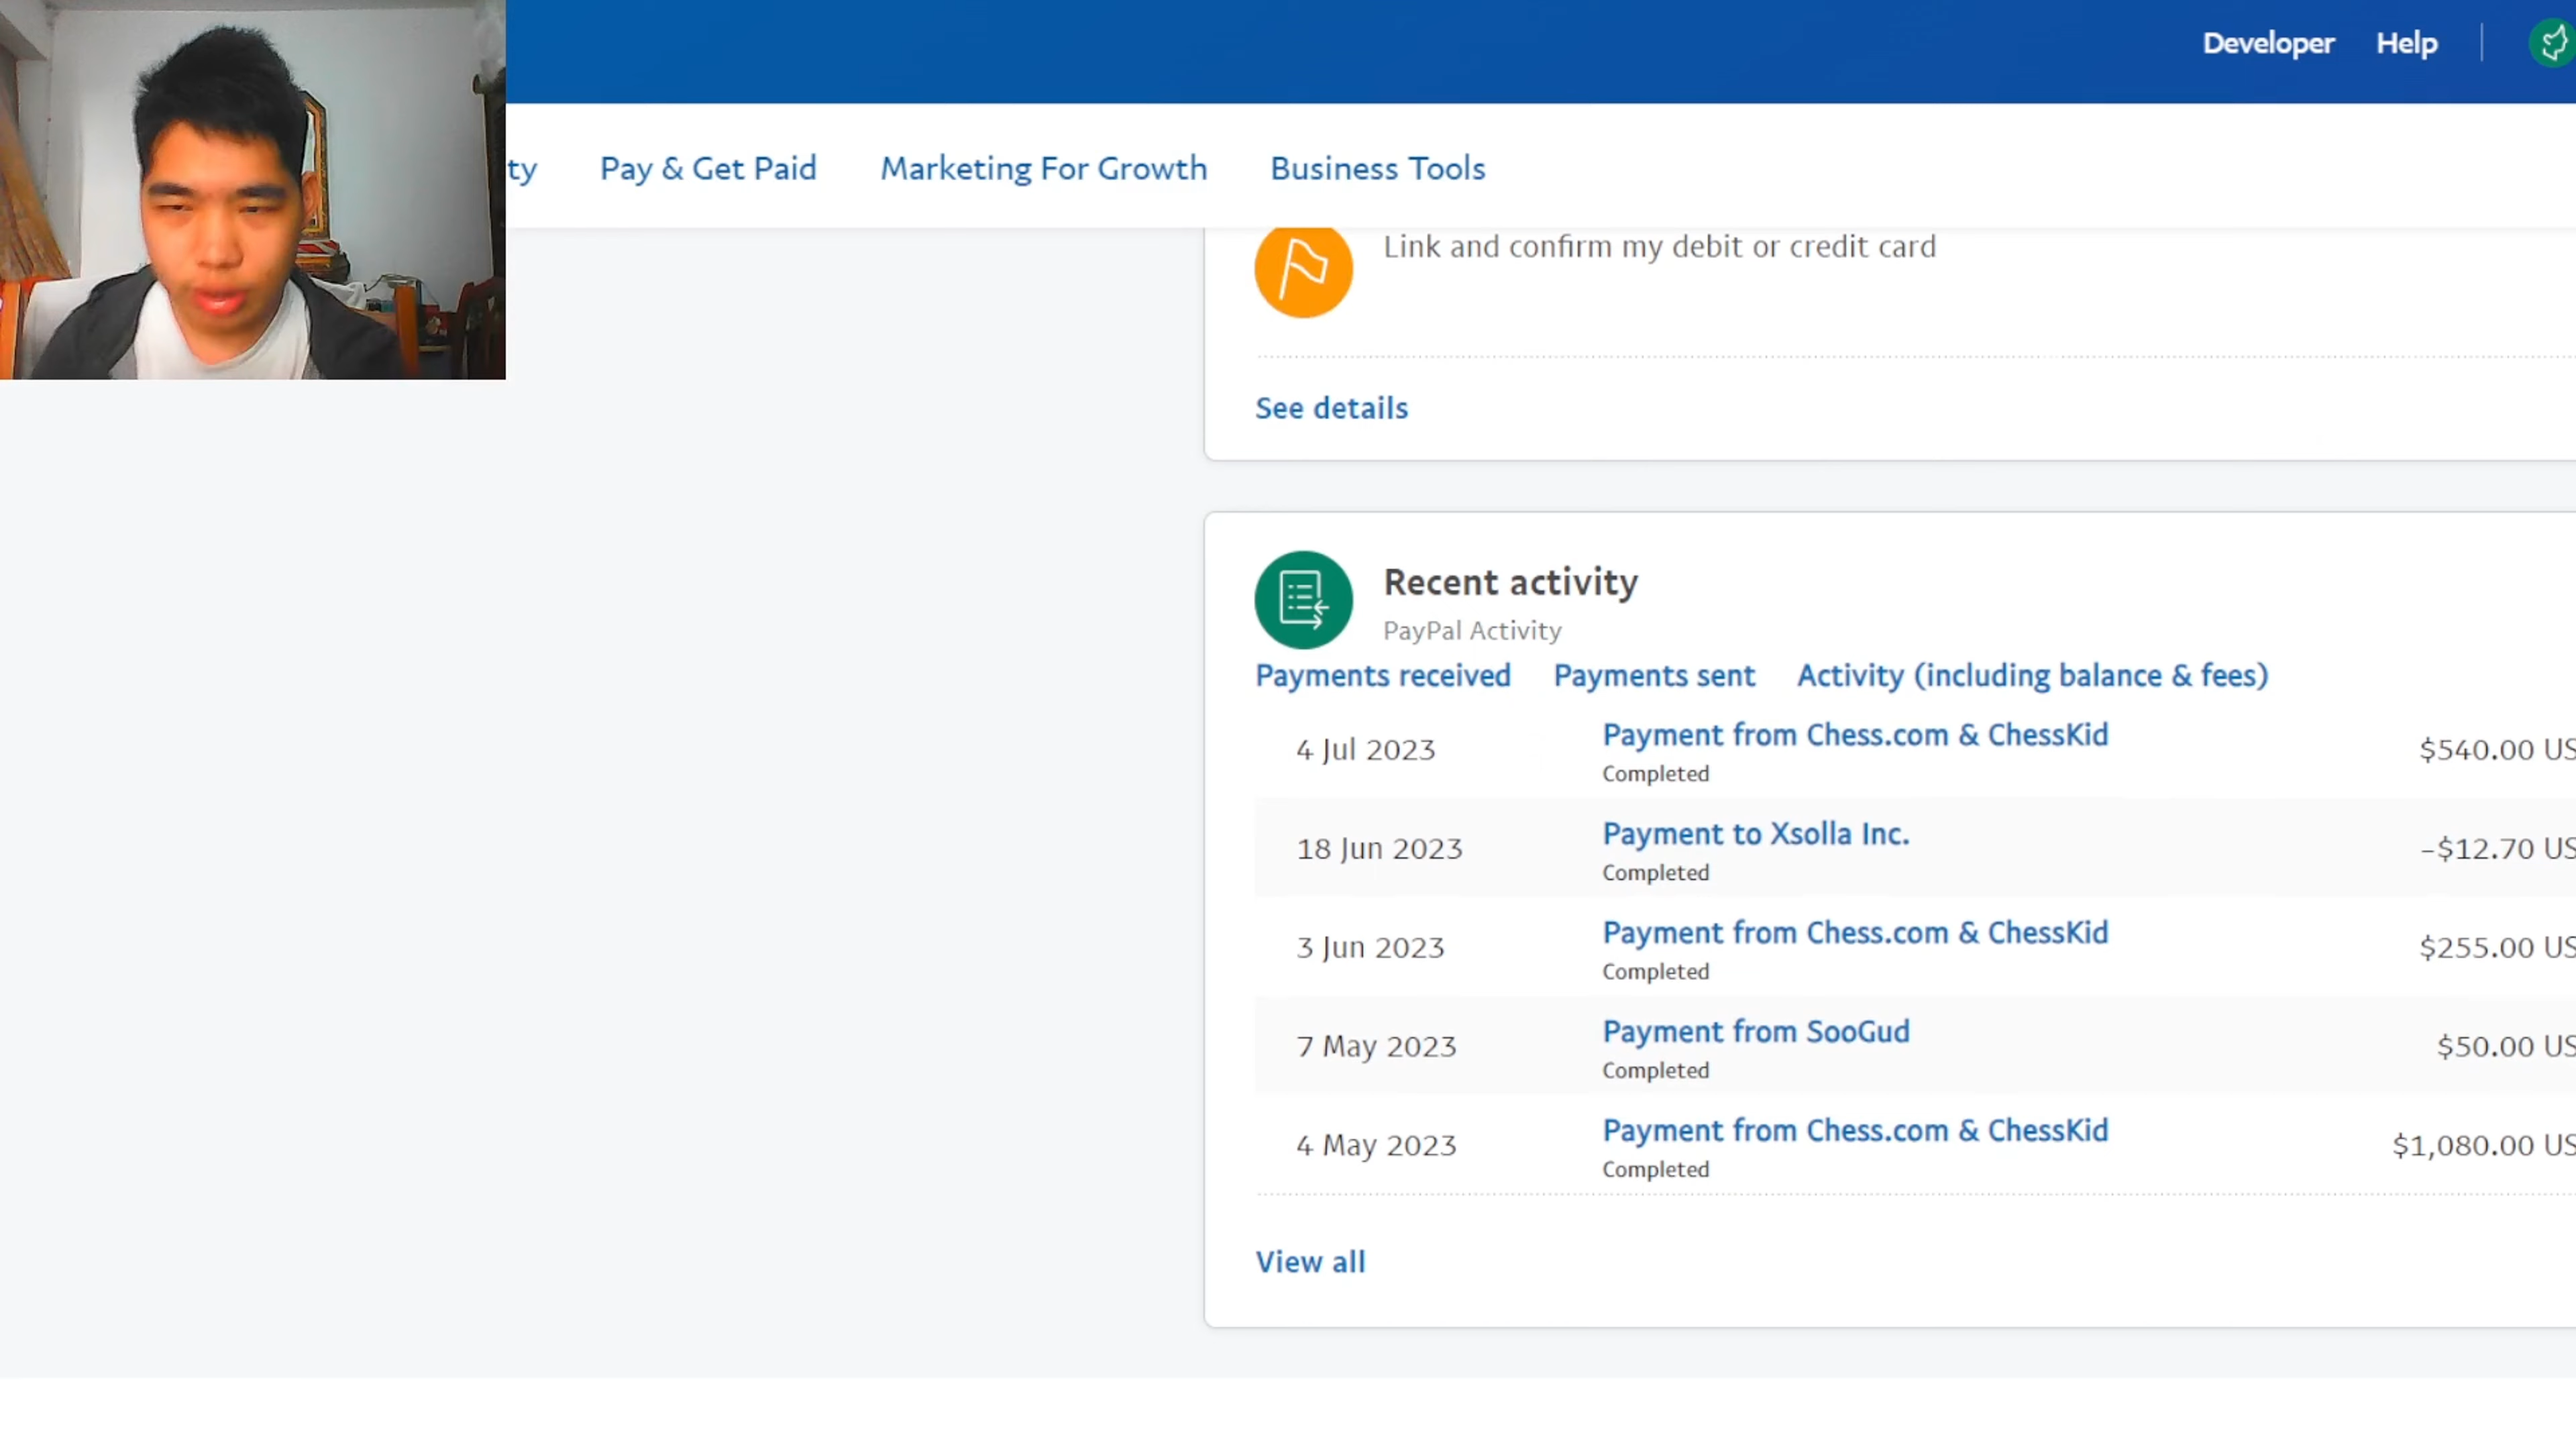 Developer Help
ty Pay & Get Paid Marketing For Growth Business Tools
Link and confirm my debit or credit card
See details
Recent activity
PayPal Activity
Payments received Payments sent Activity (including balance & fees)
4 Jul 2023 Payment from Chess.com & ChessKid $540.00 US
Completed
18 Jun 2023 Payment to Xsolla Inc. -$12.70 US
Completed
3 Jun 2023 Payment from Chess.com & ChessKid $255.00 US
Completed
7 May 2023 Payment from SooGud $50.00 US
Completed
4 May 2023 Payment from Chess.com & ChessKid $1,080.00 US
Completed
View all